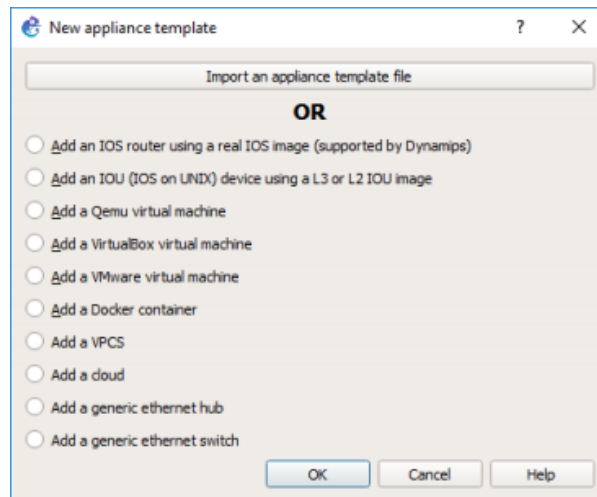 New appliance template
Import an appliance template file
OR
Add an IOS router using a real IOS image (supported by Dynamips)
Add an IOU (IOS on UNIX) device using a L3 or L2 IOU image
Add a Qemu virtual machine
Add a VirtualBox virtual machine
Add a VMware virtual machine
Add a Docker container
Add a VPCS
Add a cloud
Add a generic ethernet hub
Add a generic ethernet switch
OK Cancel Help